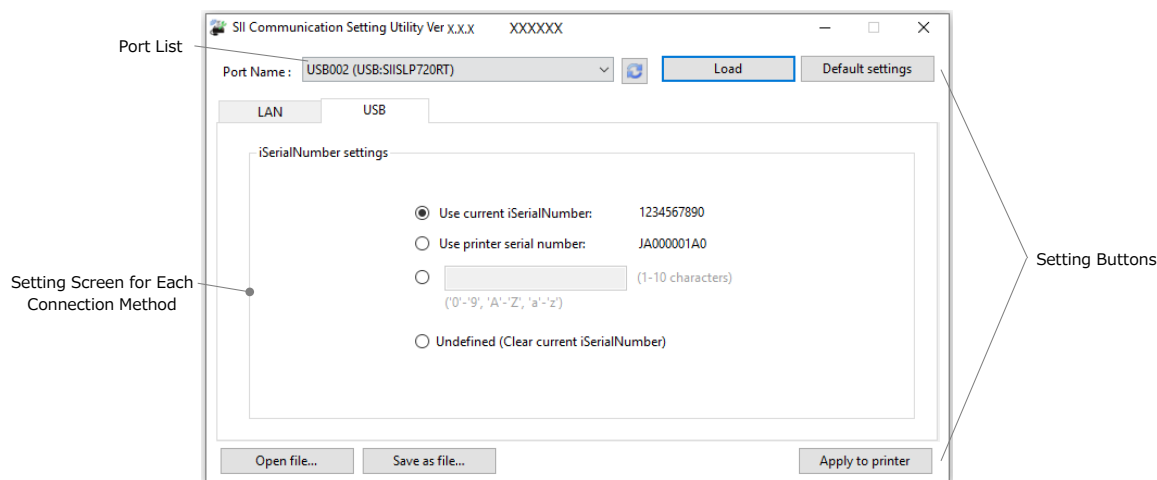 SII Communication Setting Utility Ver X.X.X XXXXXX
Port List
Port Name : USB002 (USB:SIISLP720RT) Load Default settings
LAN USB
iSerialNumber settings
Use current iSerialNumber: 1234567890
Use printer serial number: JA000001A0
(1-10 characters)
('0'-'9', 'A'-'Z', 'a'-'z')
Undefined (Clear current iSerialNumber)
Setting Screen for Each
Connection Method
Setting Buttons
Open file... Save as file... Apply to printer